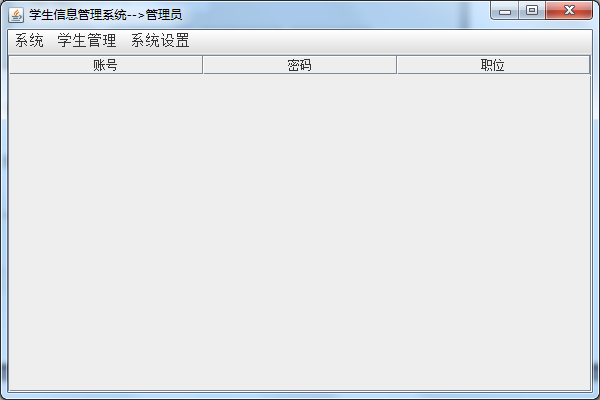 学生信息管理系统-->管理员
系统 学生管理 系统设置
账号 密码 职位